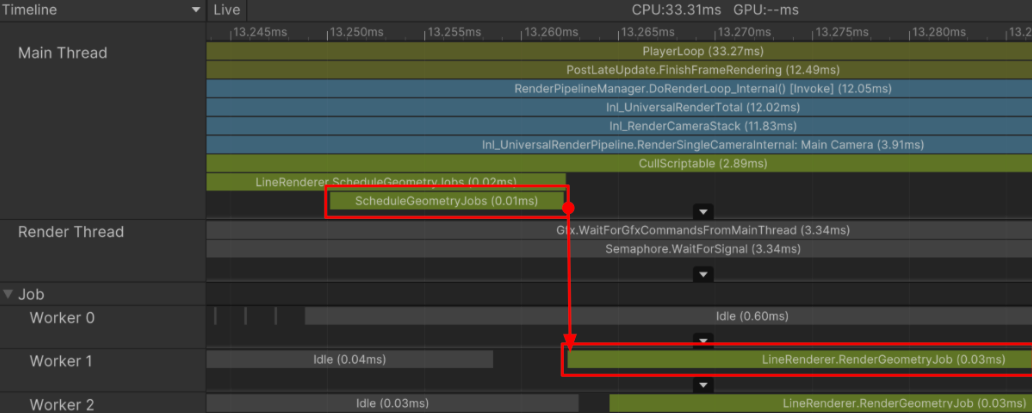 Timeline Live CPU:33.31ms GPU:--ms
13.245ms 13.250ms 13.255ms 13.260ms 13.265ms 13.270ms 13.275ms 13.280ms 13.2
Main Thread PlayerLoop (33.27ms)
PostLateUpdate.FinishFrameRendering (12.49ms)
RenderPipelineManager.DoRenderLoop_Internal() [Invoke] (12.05ms)
Inl_UniversalRenderTotal (12.02ms)
Inl_RenderCameraStack (11.83ms)
Inl_UniversalRenderPipeline.RenderSingleCameraInternal: Main Camera (3.91ms)
CullScriptable (2.89ms)
LineRenderer.ScheduleGeometryJobs (0.02ms)
ScheduleGeometryJobs (0.01ms)
Render Thread Gfx.WaitForGfxCommandsFromMainThread (3.34ms)
Semaphore.WaitForSignal (3.34ms)
Job
Worker 0 Idle (0.60ms)
Worker 1 Idle (0.04ms) LineRenderer.RenderGeometryJob (0.03ms)
Worker 2 Idle (0.03ms) LineRenderer.RenderGeometryJob (0.03ms)